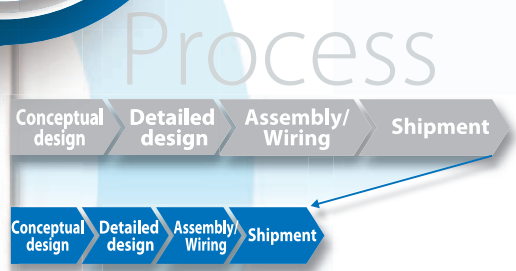 Process
Conceptual
design
Detailed
design
Assembly/
Wiring
Shipment
Conceptual
design
Detailed
design
Assembly/
Wiring
Shipment